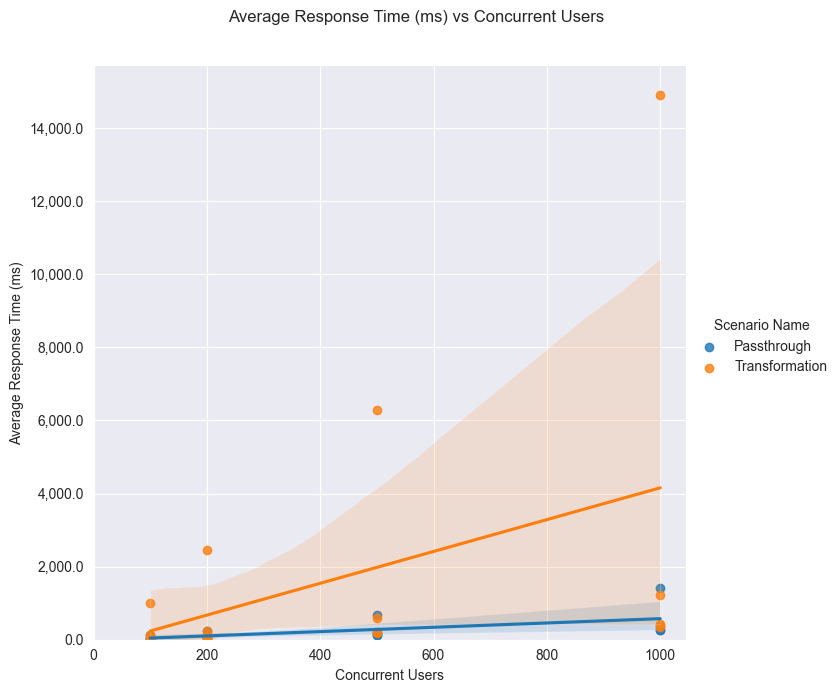 Average Response Time (ms) vs Concurrent Users
14,000.0
12,000.0
10,000.0
8,000.0
6,000.0
4,000.0
2,000.0
0.0
Average Response Time (ms)
0 200 400 600 800 1000
Concurrent Users
Scenario Name
Passthrough
Transformation